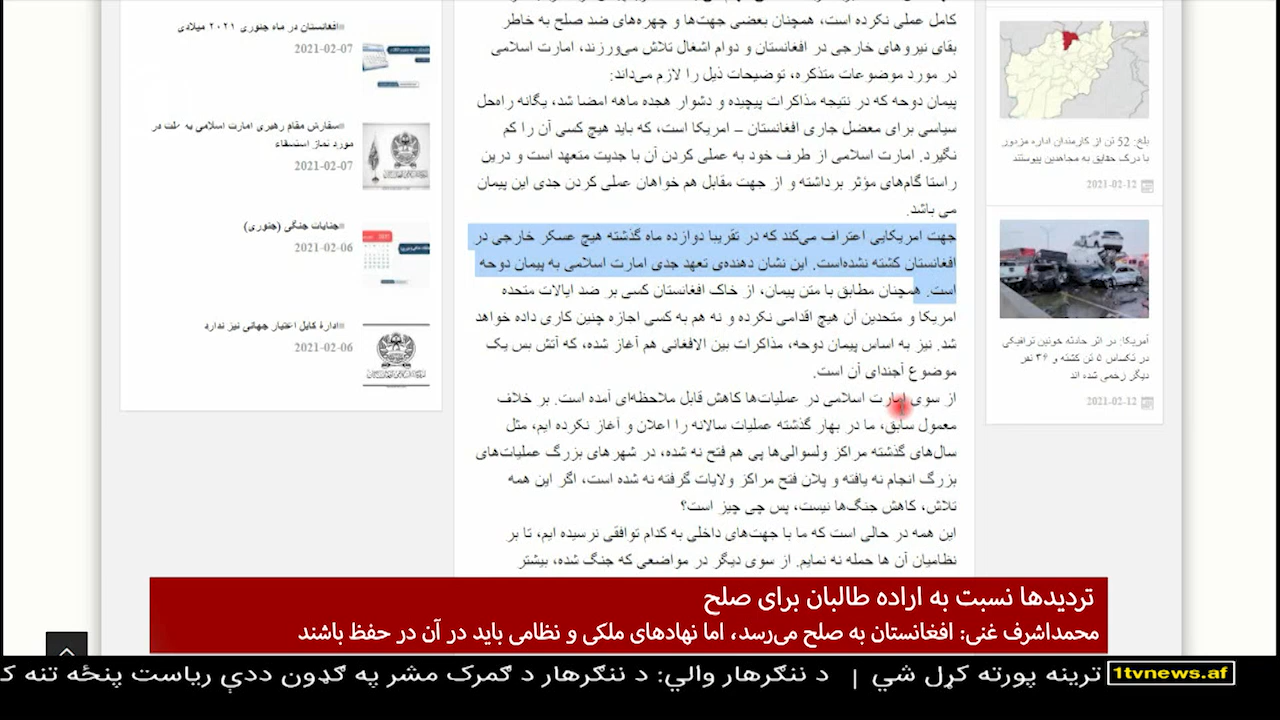 کامل عملی نکرده است، همچنان بعضی جهت‌ها و چهره‌های ضد صلح به خاطر
بقای نیروهای خارجی در افغانستان و دوام اشغال تلاش می‌ورزند، امارت اسلامی
در مورد موضوعات متذکره، توضیحات ذیل را لازم می‌داند:
پیمان دوحه که در نتیجه مذاکرات پیچیده و دشوار هجده ماهه امضا شد، یگانه راه‌حل
سیاسی برای معضل جاری افغانستان – امریکا است، که باید هیچ کسی آن را کم
نگیرد. امارت اسلامی از طرف خود به عملی کردن آن با جدیت متعهد است و درین
راستا گام‌های مؤثر برداشته و از جهت مقابل هم خواهان عملی کردن جدی این پیمان
می باشد.
جهت امریکایی اعتراف می‌کند که در تقریبا دوازده ماه گذشته هیچ عسکر خارجی در
افغانستان کشته نشده‌است. این نشان دهنده‌ی تعهد جدی امارت اسلامی به پیمان دوحه
است. همچنان مطابق با متن پیمان، از خاک افغانستان کسی بر ضد ایالات متحده
امریکا و متحدین آن هیچ اقدامی نکرده و نه هم به کسی اجازه چنین کاری داده خواهد
شد. نیز به اساس پیمان دوحه، مذاکرات بین الافغانی هم آغاز شده، که آتش بس یک
موضوع آجندای آن است.
از سوی امارت اسلامی در عملیات‌ها کاهش قابل ملاحظه‌ای آمده است. بر خلاف
معمول سابق، ما در بهار گذشته عملیات سالانه را اعلان و آغاز نکرده ایم، مثل
سال‌های گذشته مراکز ولسوالی‌ها پی هم فتح نه شده، در شهرهای بزرگ عملیات‌های
بزرگ انجام نه یافته و پلان فتح مراکز ولایات گرفته نه شده است، اگر این همه
تلاش، کاهش جنگ‌ها نیست، پس چی چیز است؟
این همه در حالی است که ما با جهت‌های داخلی به کدام توافقی نرسیده ایم، تا بر
نظامیان آن ها حمله نه نمایم. از سوی دیگر در مواضعی که جنگ شده، بیشتر
بلخ: 52 تن از کارمندان اداره مزدور
با درک حقایق به مجاهدین پیوستند
2021-02-12
آمریکا: در اثر حادثه خونین ترافیکی
در تکساس ۵ تن کشته و ۳۶ نفر
دیگر زخمی شده اند
2021-02-12
افغانستان در ماه جنوری ۲۰۲۱ میلادی
2021-02-07
سفارش مقام رهبری امارت اسلامی به ملت در
مورد نماز استسقاء
2021-02-07
جنایات جنگی (جنوری)
2021-02-06
ادارهٔ کابل اعتبار جهانی نیز ندارد
2021-02-06
تردیدها نسبت به اراده طالبان برای صلح
محمداشرف غنی: افغانستان به صلح می‌رسد، اما نهادهای ملکی و نظامی باید در آن در حفظ باشند
1tvnews.af ترینه پورته کړل شي | د ننګرهار والي: د ننګرهار د ګمرک مشر په ګډون ددې ریاست پنځه تنه ک